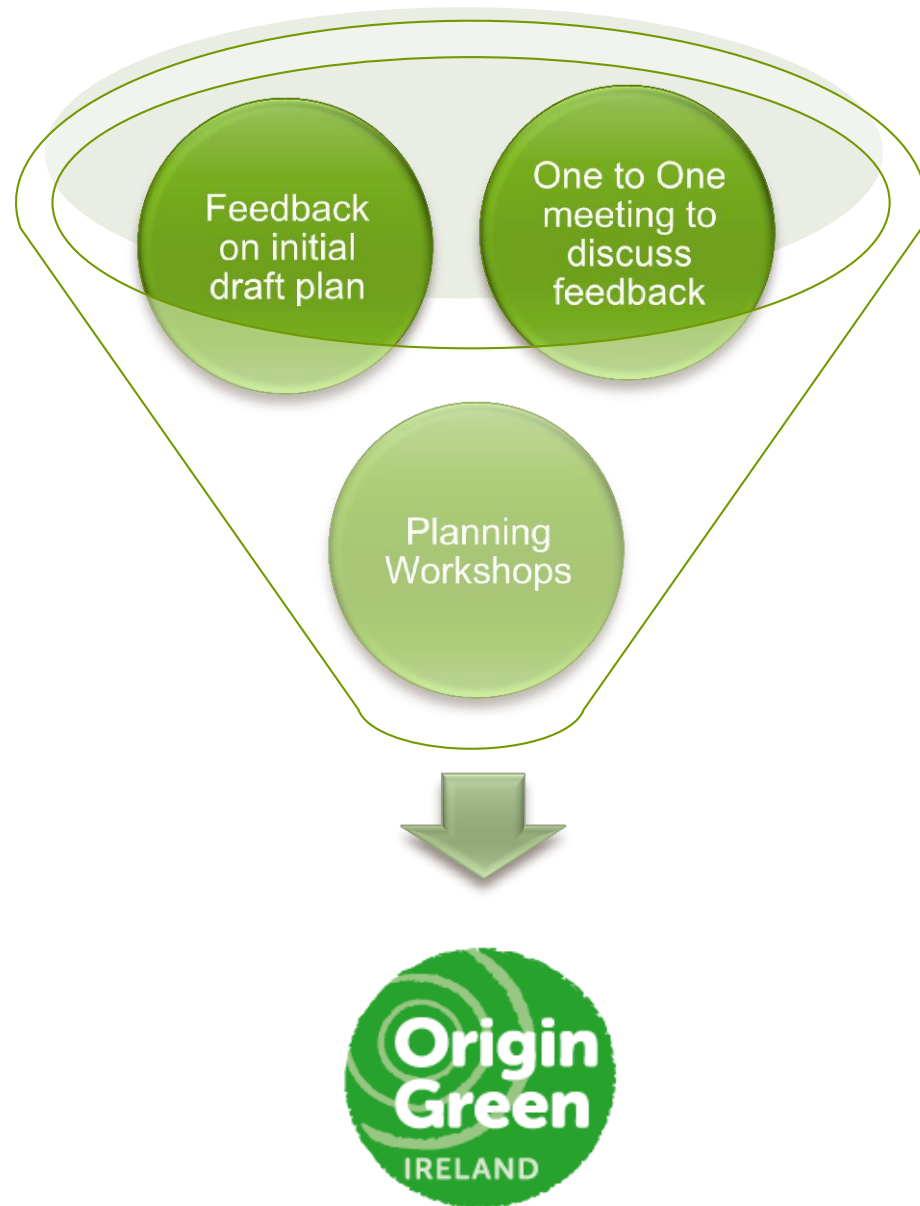 Feedback
on initial
draft plan
One to One
meeting to
discuss
feedback
Planning
Workshops
Origin
Green
IRELAND